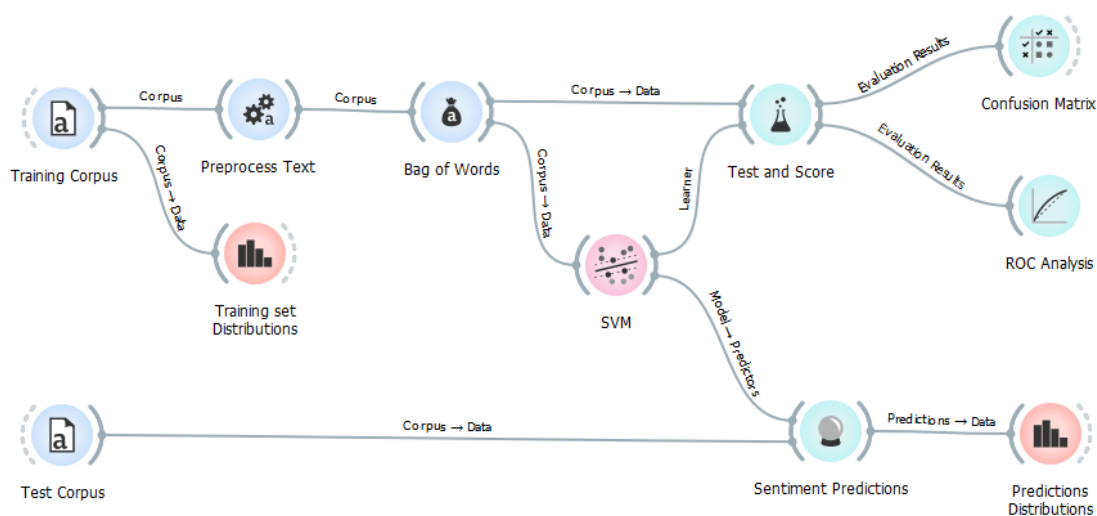 Evaluation Results
Confusion Matrix
Corpus
Corpus
Corpus → Data
Training Corpus
Preprocess Text
Bag of Words
Test and Score
Evaluation Results
Corpus → Data
Corpus → Data
Learner
ROC Analysis
Training set
Distributions
SVM
Model → Predictors
Corpus → Data
Predictions → Data
Test Corpus
Sentiment Predictions
Predictions
Distributions
a
a
a
a